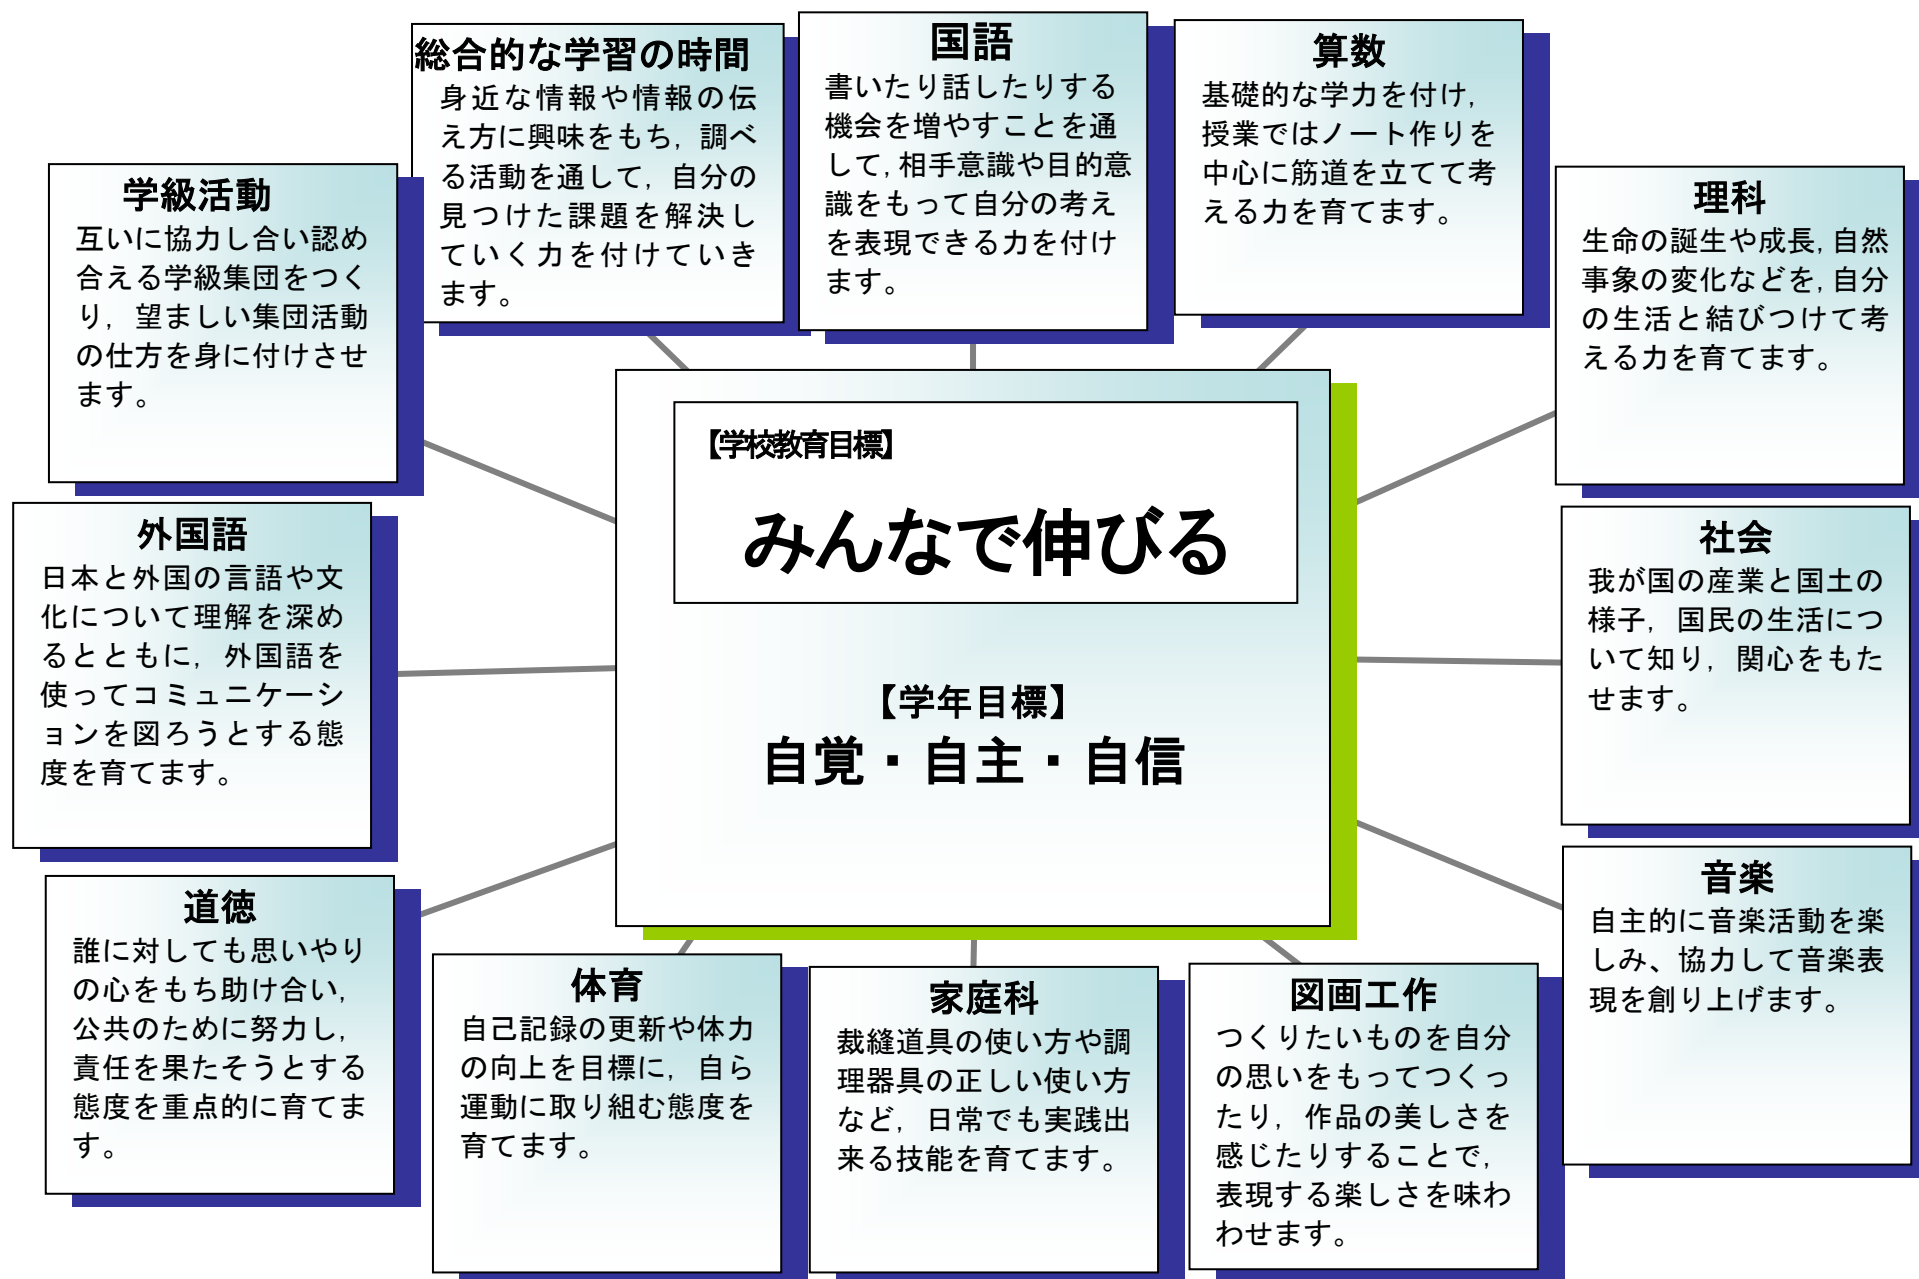 総合的な学習の時間
身近な情報や情報の伝
え方に興味をもち，調べ
る活動を通して，自分の
見つけた課題を解決し
ていく力を付けていき
ます。
国語
書いたり話したりする
機会を増やすことを通
して，相手意識や目的意
識をもって自分の考え
を表現できる力を付け
ます。
算数
基礎的な学力を付け，
授業ではノート作りを
中心に筋道を立てて考
える力を育てます。
学級活動
互いに協力し合い認め
合える学級集団をつく
り，望ましい集団活動
の仕方を身に付けさせ
ます。
理科
生命の誕生や成長，自然
事象の変化などを，自分
の生活と結びつけて考
える力を育てます。
【学校教育目標】
みんなで伸びる
【学年目標】
自覚・自主・自信
外国語
日本と外国の言語や文
化について理解を深め
るとともに，外国語を
使ってコミュニケーシ
ョンを図ろうとする態
度を育てます。
社会
我が国の産業と国土の
様子，国民の生活につ
いて知り，関心をもた
せます。
道徳
誰に対しても思いやり
の心をもち助け合い，
公共のために努力し，
責任を果たそうとする
態度を重点的に育てま
す。
体育
自己記録の更新や体力
の向上を目標に，自ら
運動に取り組む態度を
育てます。
家庭科
裁縫道具の使い方や調
理器具の正しい使い方
など，日常でも実践出
来る技能を育てます。
図画工作
つくりたいものを自分
の思いをもってつくっ
たり，作品の美しさを
感じたりすることで，
表現する楽しさを味わ
わせます。
音楽
自主的に音楽活動を楽
しみ、協力して音楽表
現を創り上げます。